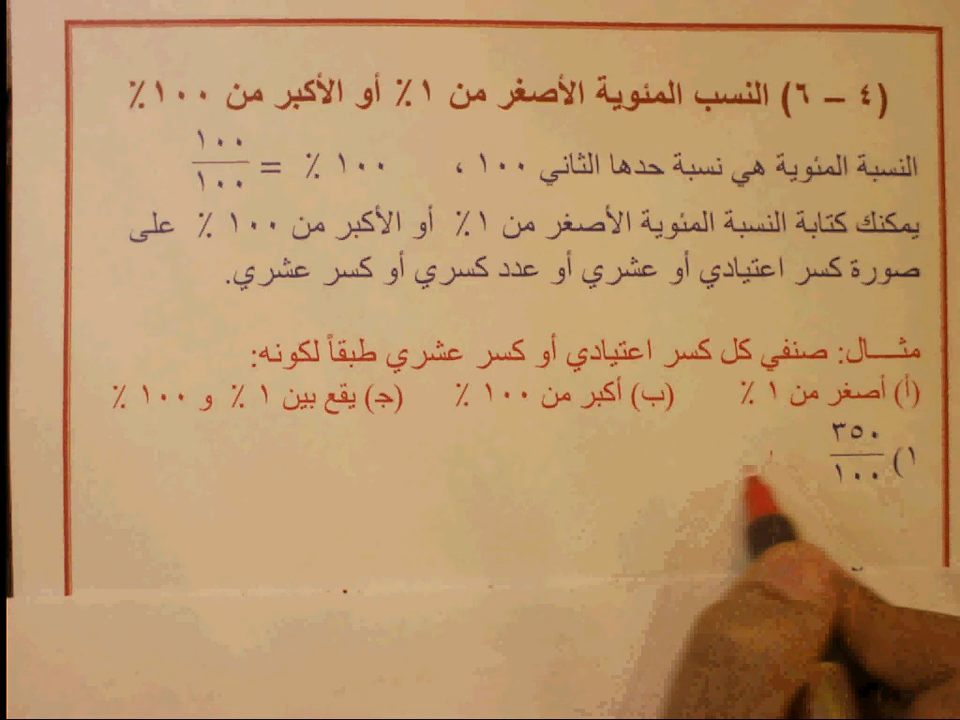 (٤ – ٦) النسب المئوية الأصغر من ١٪ أو الأكبر من ١٠٠٪
النسبة المئوية هي نسبة حدها الثاني ١٠٠ ، ١٠٠ ٪ = ١٠٠/١٠٠
يمكنك كتابة النسبة المئوية الأصغر من ١٪ أو الأكبر من ١٠٠ ٪ على
صورة كسر اعتيادي أو عشري أو عدد كسري أو كسر عشري.
مثـــال: صنفي كل كسر اعتيادي أو كسر عشري طبقاً لكونه:
(أ) أصغر من ١ ٪ (ب) أكبر من ١٠٠ ٪ (ج) يقع بين ١ ٪ و ١٠٠ ٪
١) ٣٥٠/١٠٠